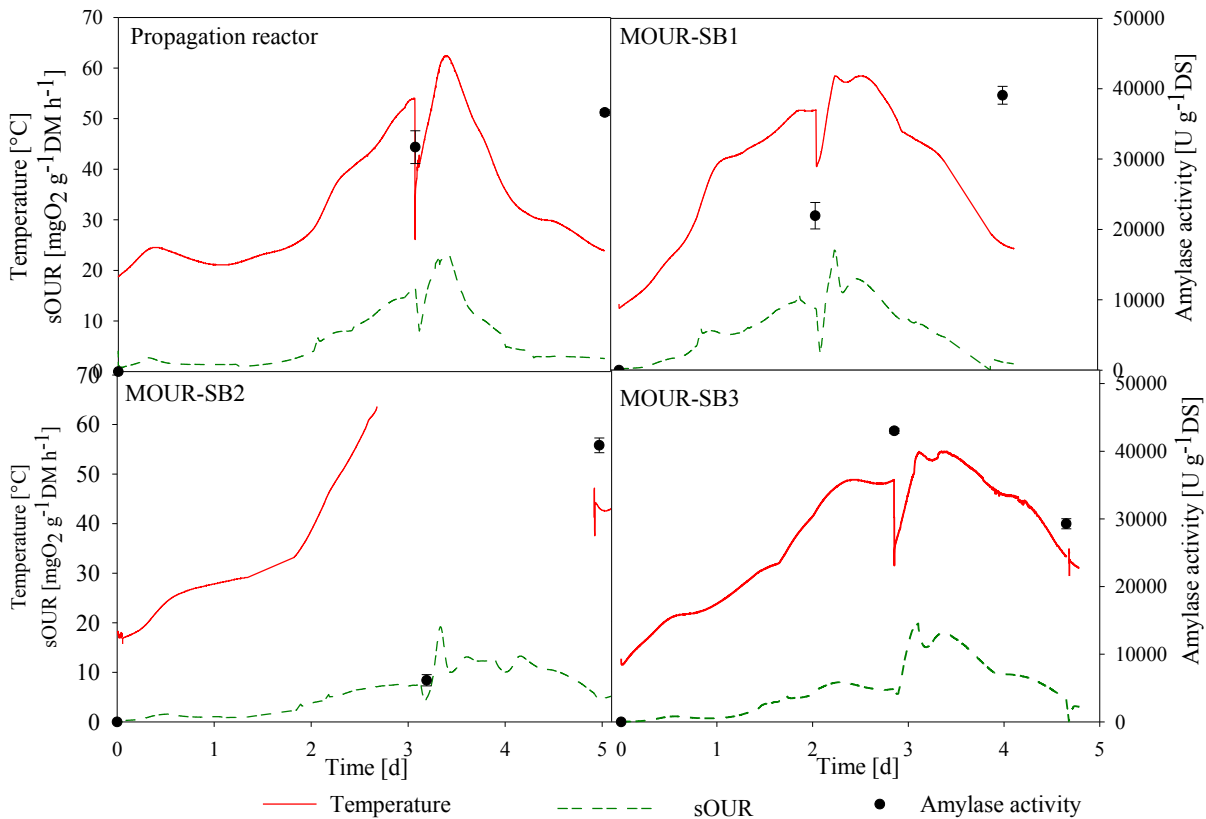 Propagation reactor
MOUR-SB1
MOUR-SB2
MOUR-SB3
Temperature [°C]
sOUR [mgO2 g-1DM h-1]
70
60
50
40
30
20
10
0
50000
40000
30000
20000
10000
0
Amylase activity [U g-1DS]
Temperature [°C]
sOUR [mgO2 g-1DM h-1]
70
60
50
40
30
20
10
0
50000
40000
30000
20000
10000
0
Amylase activity [U g-1DS]
0 1 2 3 4 5
0 1 2 3 4 5
Time [d]
Time [d]
Temperature
sOUR
Amylase activity